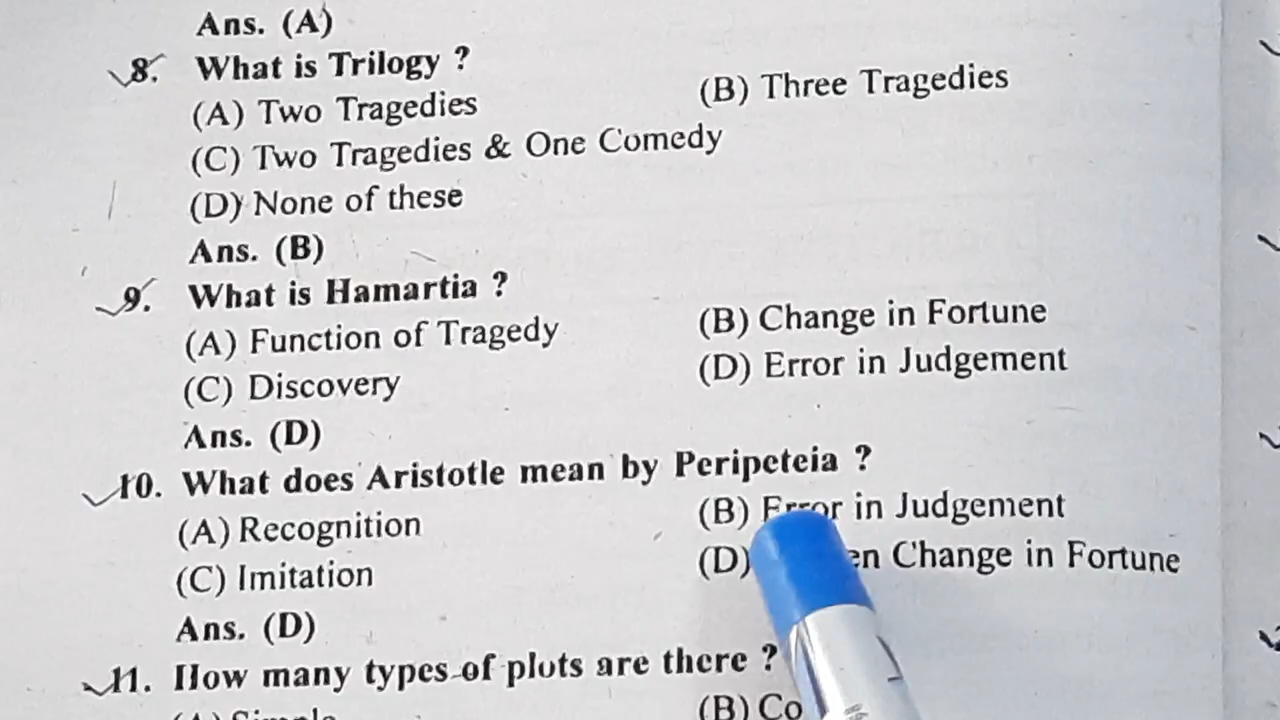 Ans. (A)
8. What is Trilogy ?
(A) Two Tragedies (B) Three Tragedies
(C) Two Tragedies & One Comedy
(D) None of these
Ans. (B)
9. What is Hamartia ?
(A) Function of Tragedy (B) Change in Fortune
(C) Discovery (D) Error in Judgement
Ans. (D)
10. What does Aristotle mean by Peripeteia ?
(A) Recognition (B) Error in Judgement
(C) Imitation (D) Change in Fortune
Ans. (D)
11. How many types of plots are there ?
(A) Simple (B)